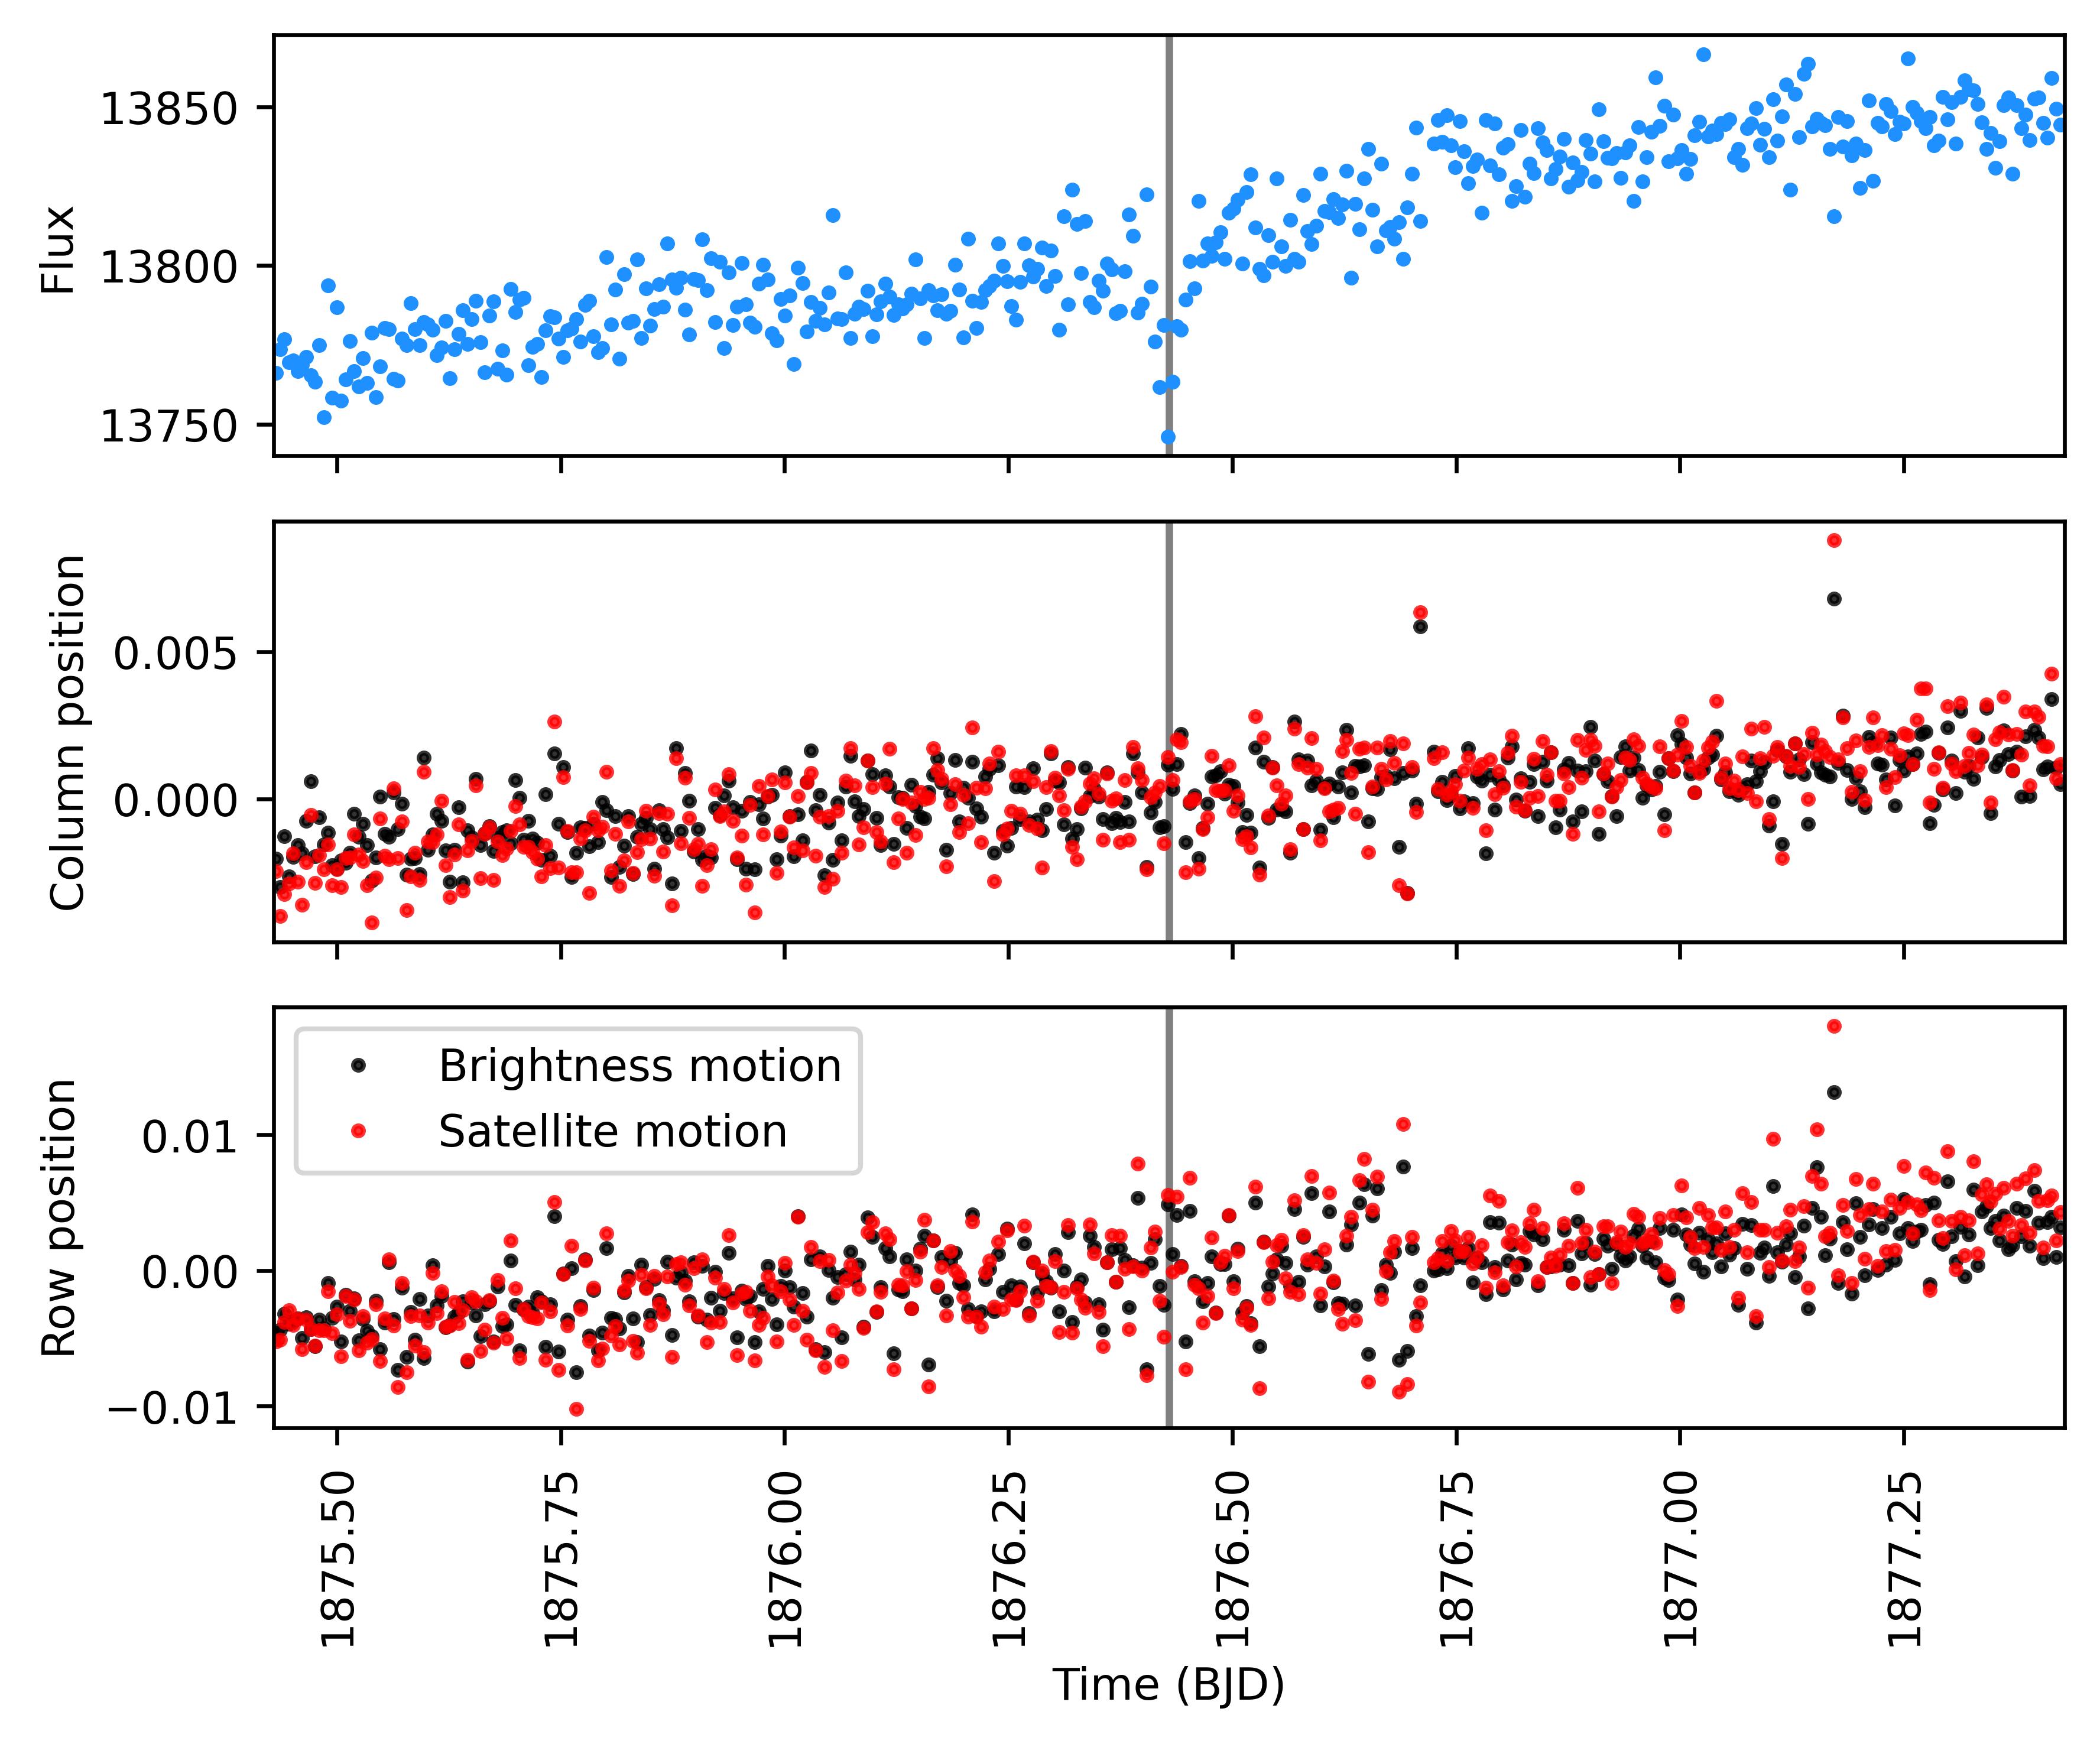 Flux
13850
13800
13750
Column position
0.005
0.000
Row position
0.01
0.00
−0.01
Brightness motion
Satellite motion
1875.50
1875.75
1876.00
1876.25
1876.50
1876.75
1877.00
1877.25
Time (BJD)